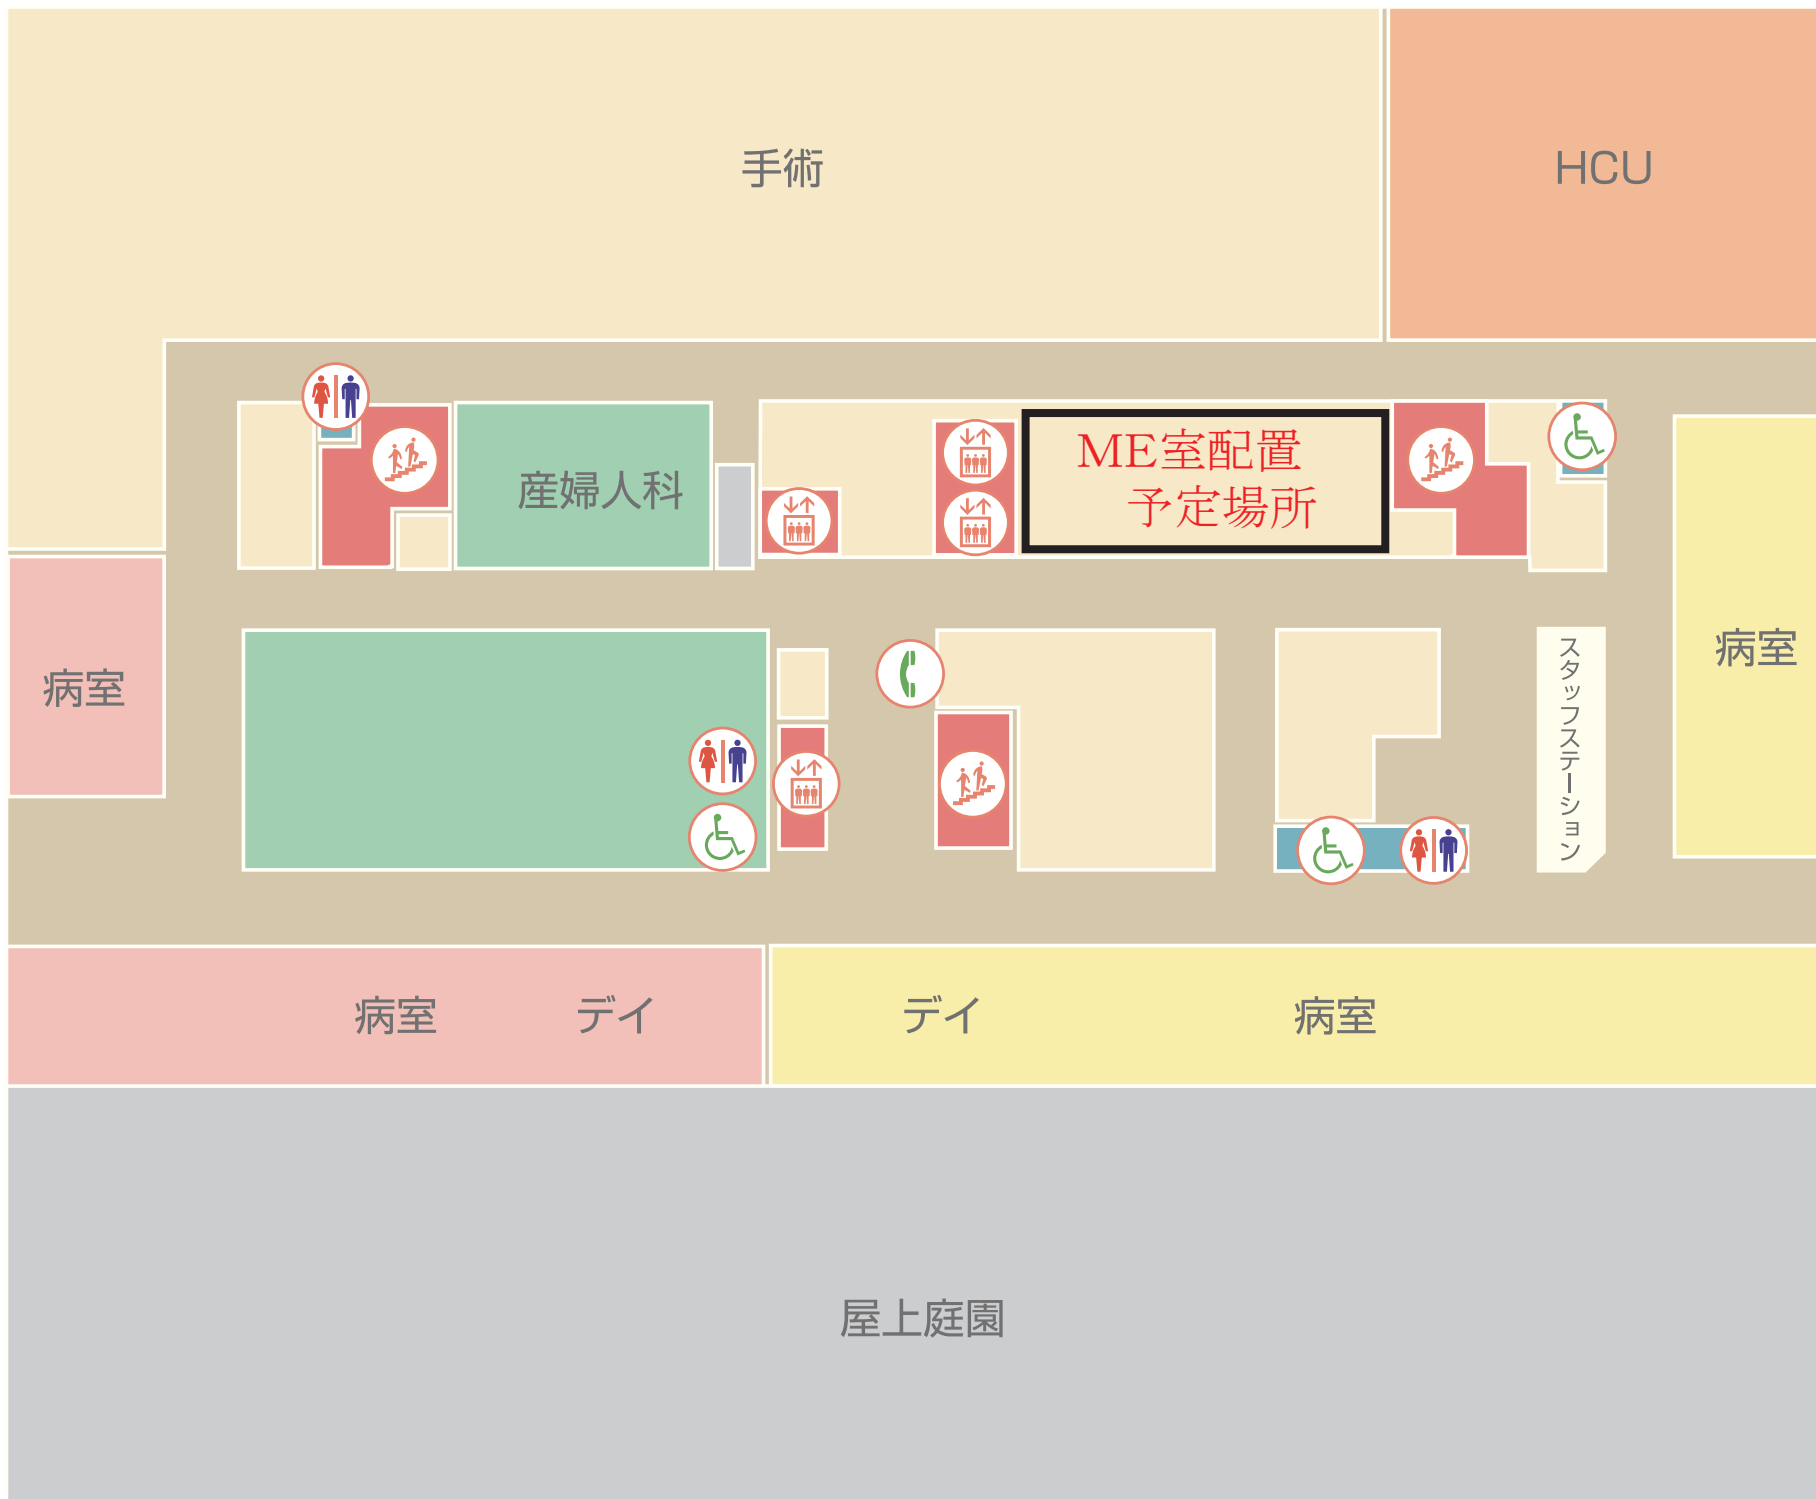 手術
HCU
産婦人科
ME室配置
予定場所
病室
スタッフステーション
病室
病室
デイ
デイ
病室
屋上庭園